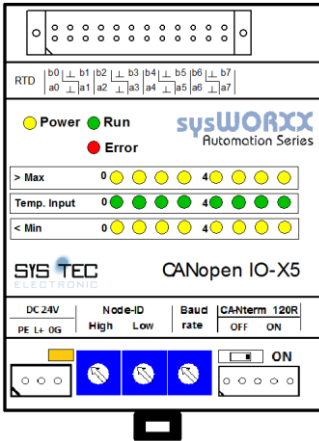 RTD b0 ⊥ b1 b2 ⊥ b3 b4 ⊥ b5 b6 ⊥ b7
a0 ⊥ a1 a2 ⊥ a3 a4 ⊥ a5 a6 ⊥ a7
Power Run
sysWORXX
Automation Series
Error
> Max 0 4
Temp. Input 0 4
< Min 0 4
SYS TEC
ELECTRONIC
CANopen IO-X5
DC 24V Node-ID Baud CANterm 120R
PE L+ 0G High Low rate OFF ON
ON